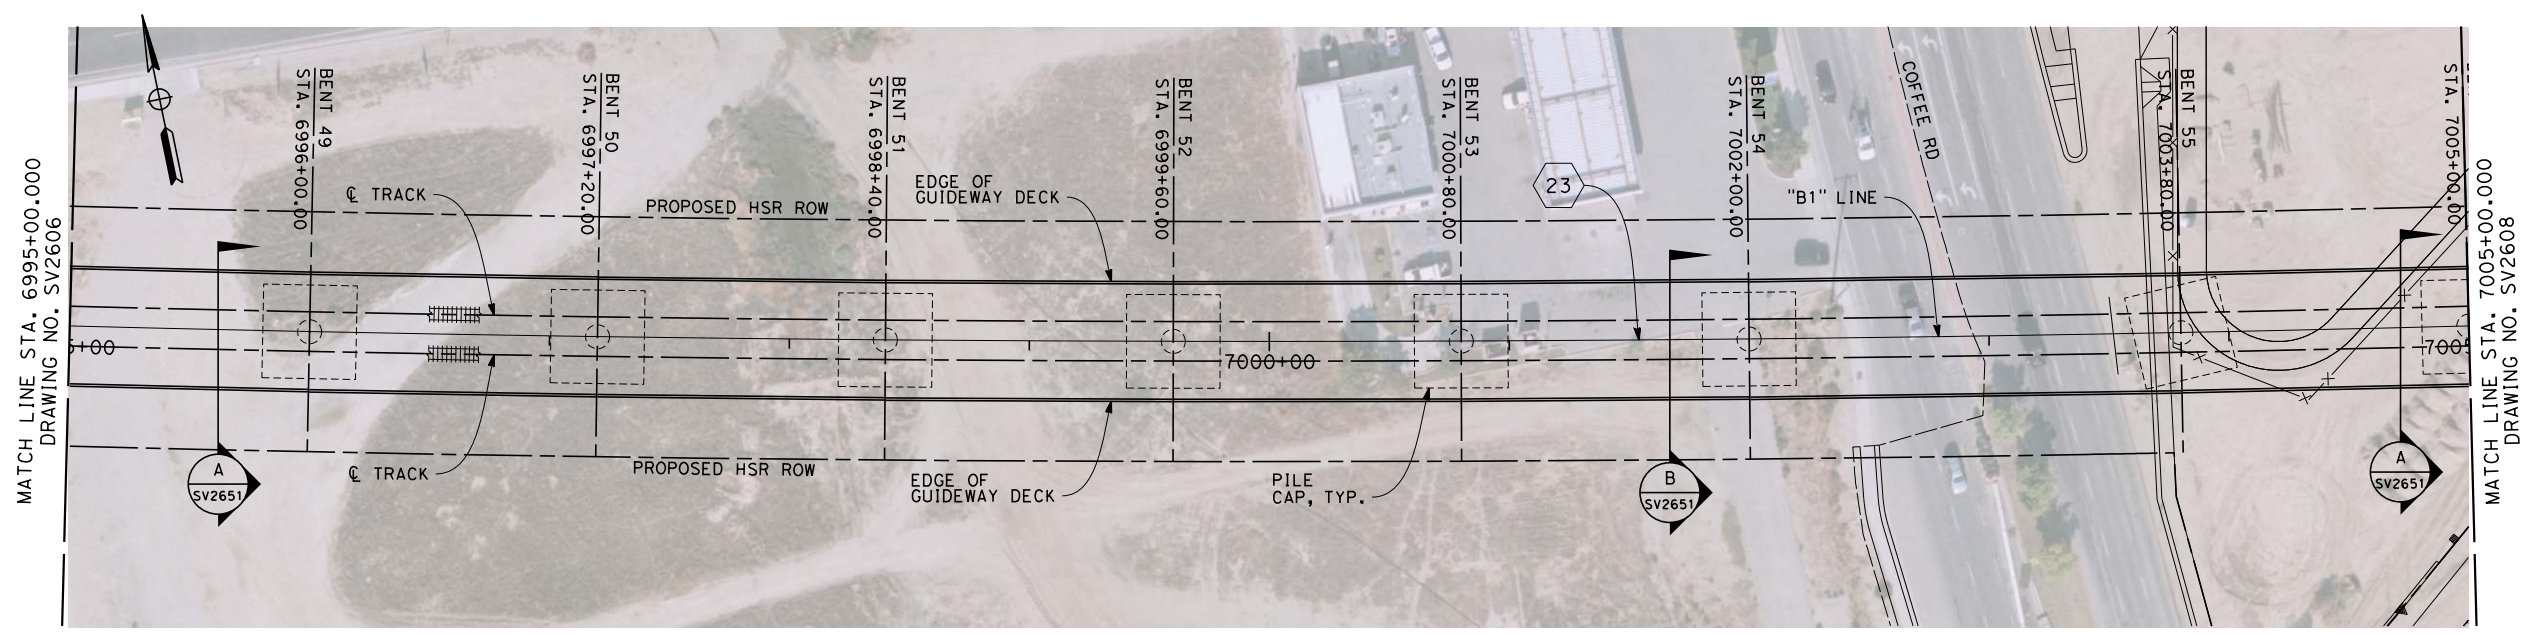 MATCH LINE STA. 6995+00.000
DRAWING NO. SV2606
BENT 49
STA. 6996+00.00
BENT 50
STA. 6997+20.00
BENT 51
STA. 6998+40.00
BENT 52
STA. 6999+60.00
BENT 53
STA. 7000+80.00
BENT 54
STA. 7002+00.00
COFFEE RD
BENT 55
STA. 7003+80.00
STA. 7005+00.00
℄ TRACK
PROPOSED HSR ROW
EDGE OF
GUIDEWAY DECK
23
"B1" LINE
+00
7000+00
7005
A
SV2651
℄ TRACK
PROPOSED HSR ROW
EDGE OF
GUIDEWAY DECK
PILE
CAP, TYP.
B
SV2651
A
SV2651
MATCH LINE STA. 7005+00.000
DRAWING NO. SV2608